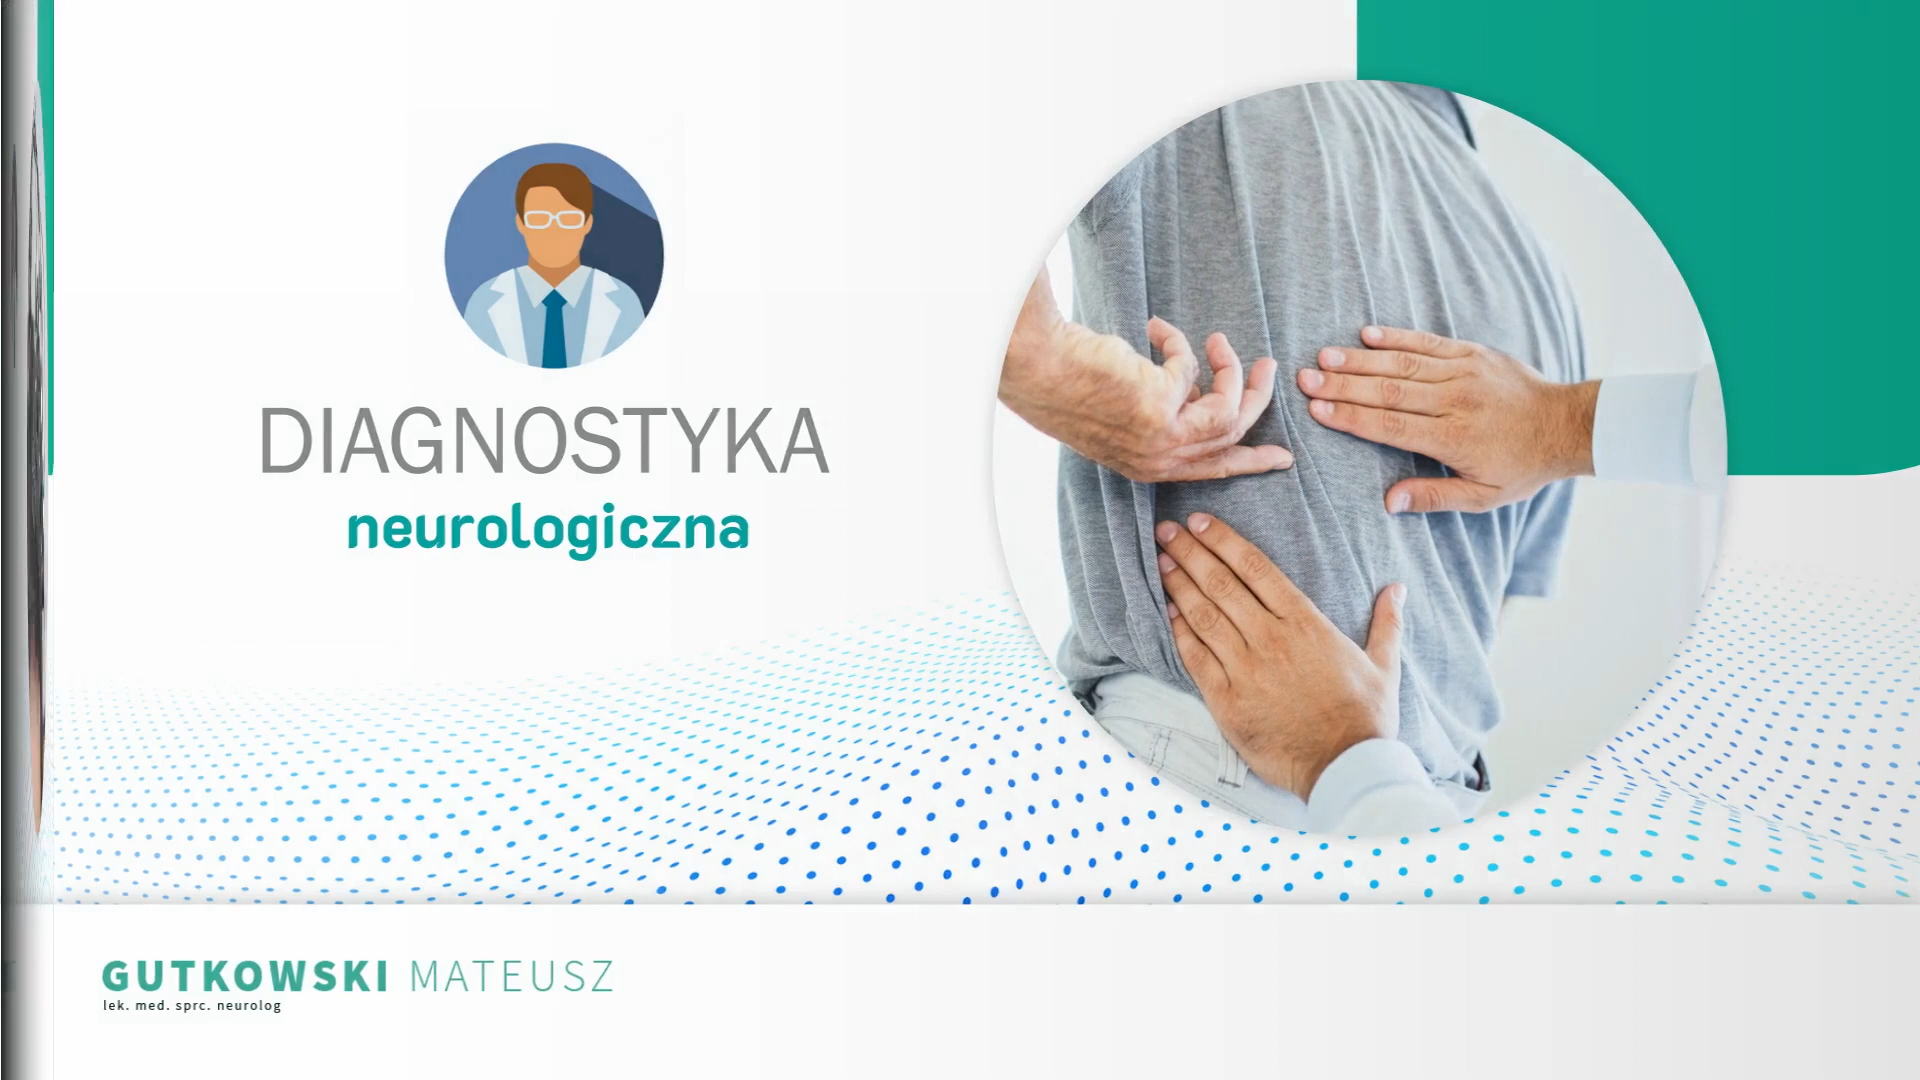 DIAGNOSTYKA
neurologiczna
GUTKOWSKI MATEUSZ
lek. med. sprc. neurolog